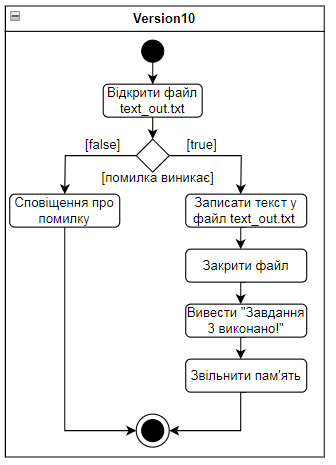 Version10
Відкрити файл
text_out.txt
[false]
[true]
[помилка виникає]
Сповіщення про
помилку
Записати текст у
файл text_out.txt
Закрити файл
Вивести "Завдання
3 виконано!"
Звільнити пам'ять